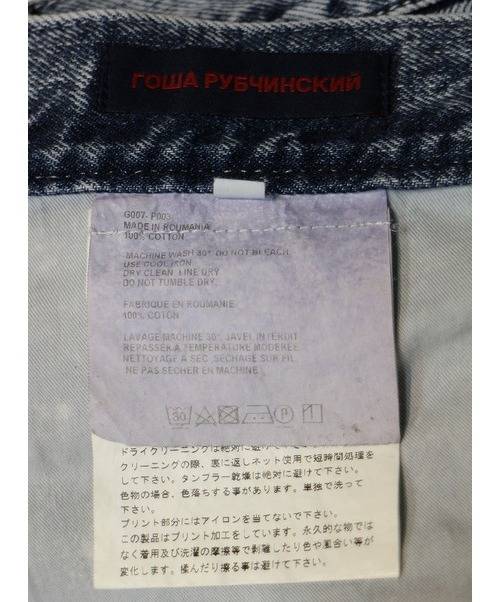 ГОША РУБЧИНСКИЙ
G007- P003
MADE IN ROUMANIA
100% COTTON
MACHINE WASH 30° DO NOT BLEACH
USE COOL IRON
DRY CLEAN LINE DRY
DO NOT TUMBLE DRY.
FABRIQUE EN ROUMANIE
100% COTON
LAVAGE MACHINE 30° JAVEL INTERDIT
REPASSER A TEMPERATURE MODEREE
NETTOYAGE A SEC SECHAGE SUR FIL
NE PAS SECHER EN MACHINE
30 P
ドライクリーニングは絶対に避けて下さい。
クリーニングの際、裏に返しネット使用で短時間処理を
して下さい。タンブラー乾燥は絶対に避けて下さい。
色物の場合、色落ちする事があります。単独で洗って
下さい。
プリント部分にはアイロンを当てないで下さい。
この製品はプリント加工をしています。永久的な物では
なく着用及び洗濯の摩擦等で剥離したり色や風合い等が
変化します。揉んだり擦る事は避けて下さい。